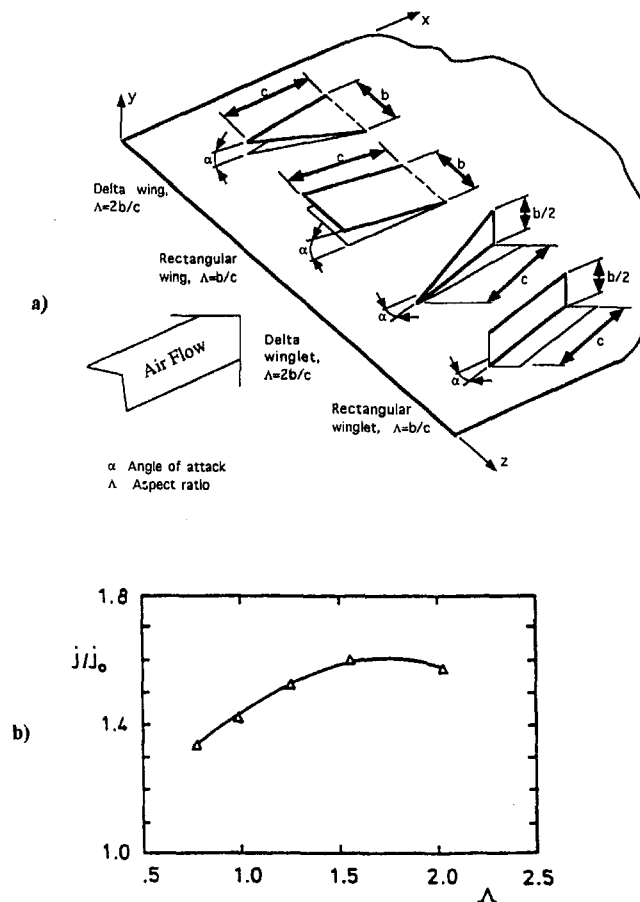 x
y
c
b
α
Delta wing,
Λ=2b/c
c
b
α
Rectangular
wing, Λ=b/c
b/2
c
α
b/2
c
α
a)
Air Flow
Delta
winglet,
Λ=2b/c
Rectangular
winglet, Λ=b/c
z
α Angle of attack
Λ Aspect ratio
b)
1.8
j/j₀
1.4
1.0
.5 1.0 1.5 2.0 2.5
Λ